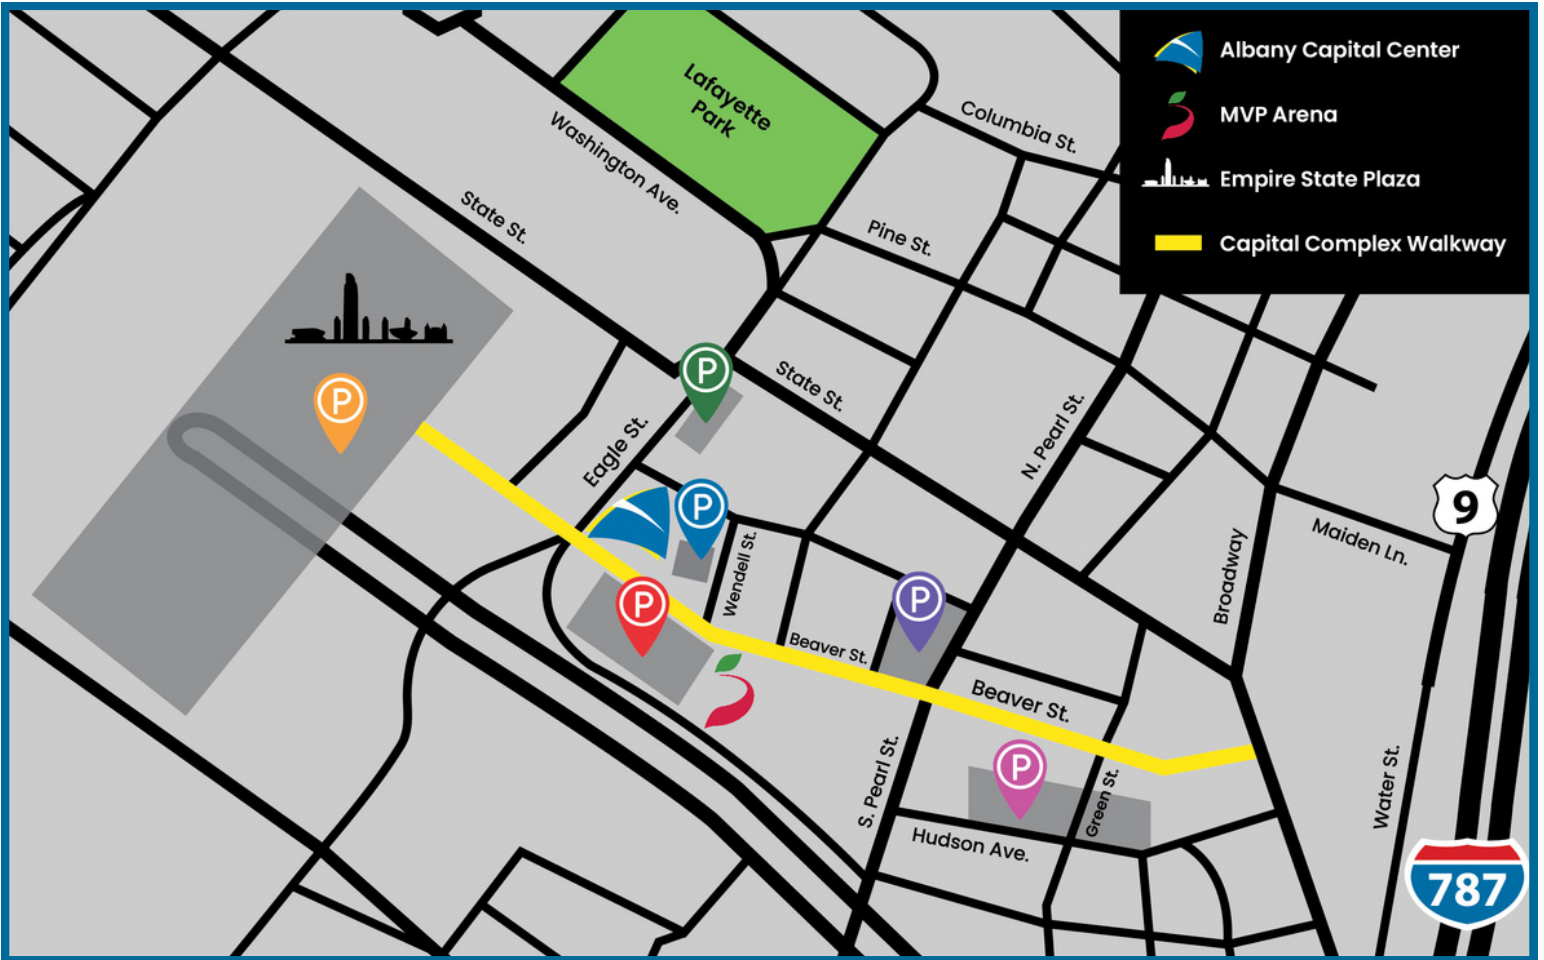 Albany Capital Center
MVP Arena
Empire State Plaza
Capital Complex Walkway
Lafayette
Park
Columbia St.
Washington Ave.
State St.
Pine St.
P
P
State St.
Eagle St.
N. Pearl St.
9
P
Maiden Ln.
Wendell St.
Broadway
P
P
Beaver St.
Beaver St.
P
S. Pearl St.
Green St.
Water St.
Hudson Ave.
787